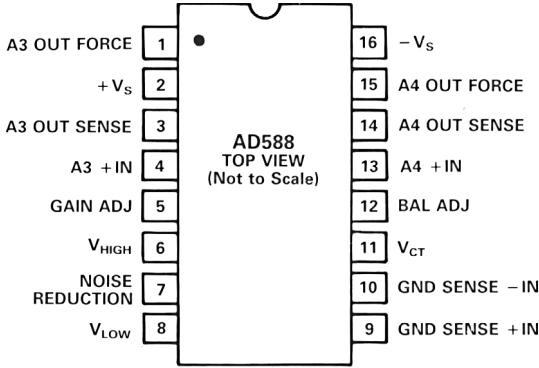 A3 OUT FORCE 1
+VS 2
A3 OUT SENSE 3
A3 +IN 4
GAIN ADJ 5
VHIGH 6
NOISE
REDUCTION 7
VLOW 8
AD588
TOP VIEW
(Not to Scale)
16 −VS
15 A4 OUT FORCE
14 A4 OUT SENSE
13 A4 +IN
12 BAL ADJ
11 VCT
10 GND SENSE −IN
9 GND SENSE +IN